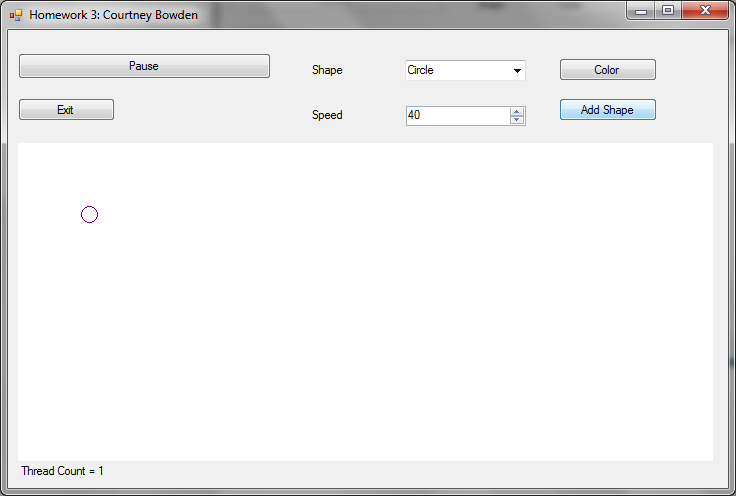 Homework 3: Courtney Bowden
Pause
Shape
Circle
Color
Exit
Speed
40
Add Shape
Thread Count = 1